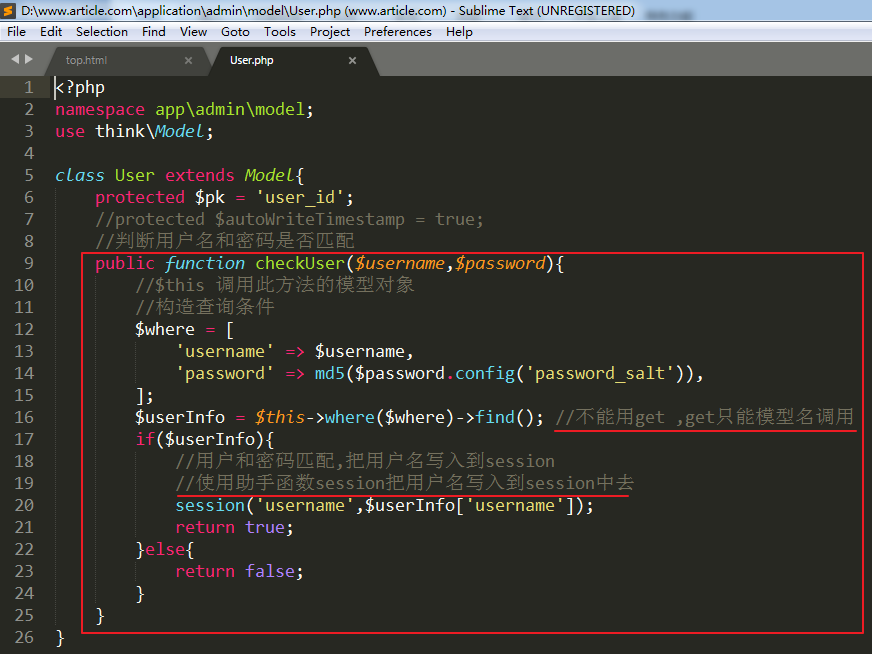 D:\www.article.com\application\admin\model\User.php (www.article.com) - Sublime Text (UNREGISTERED)
File Edit Selection Find View Goto Tools Project Preferences Help
top.html × User.php ×
1 <?php
2 namespace app\admin\model;
3 use think\Model;
4
5 class User extends Model{
6 protected $pk = 'user_id';
7 //protected $autoWriteTimestamp = true;
8 //判断用户名和密码是否匹配
9 public function checkUser($username,$password){
10 //$this 调用此方法的模型对象
11 //构造查询条件
12 $where = [
13 'username' => $username,
14 'password' => md5($password.config('password_salt')),
15 ];
16 $userInfo = $this->where($where)->find(); //不能用get ,get只能模型名调用
17 if($userInfo){
18 //用户和密码匹配,把用户名写入到session
19 //使用助手函数session把用户名写入到session中去
20 session('username',$userInfo['username']);
21 return true;
22 }else{
23 return false;
24 }
25 }
26 }